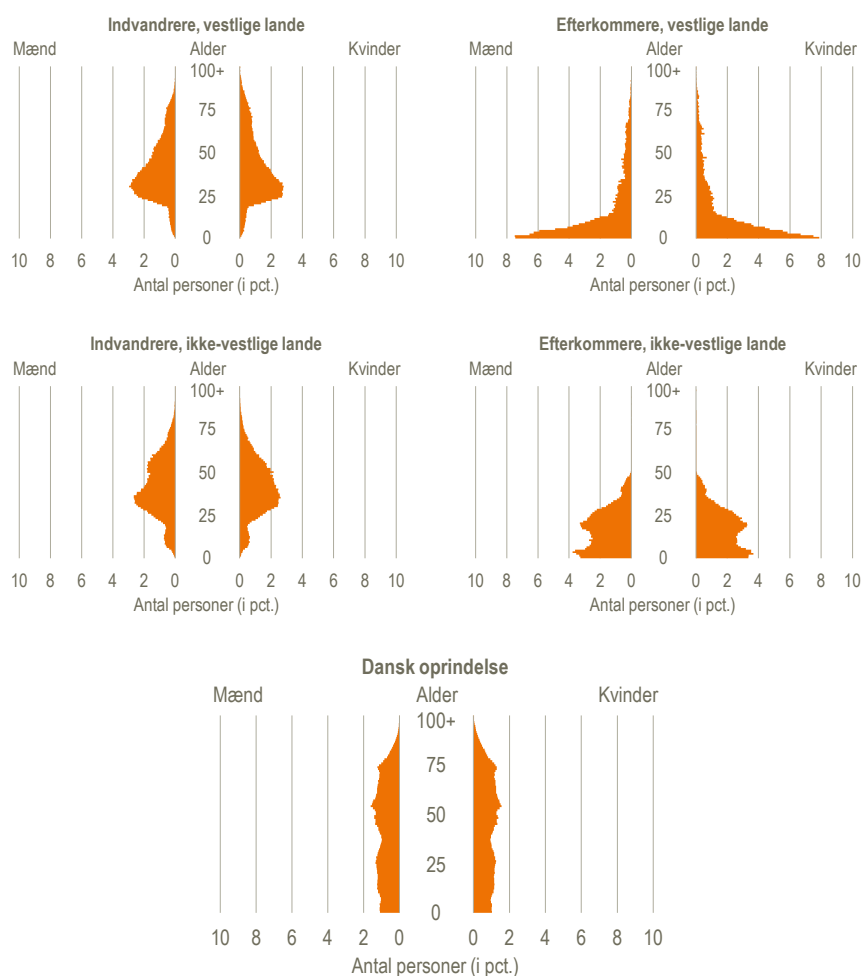 Indvandrere, vestlige lande
Mænd Alder Kvinder
100+
75
50
25
0
10 8 6 4 2 0 0 2 4 6 8 10
Antal personer (i pct.)
Efterkommere, vestlige lande
Mænd Alder Kvinder
100+
75
50
25
0
10 8 6 4 2 0 0 2 4 6 8 10
Antal personer (i pct.)
Indvandrere, ikke-vestlige lande
Mænd Alder Kvinder
100+
75
50
25
0
10 8 6 4 2 0 0 2 4 6 8 10
Antal personer (i pct.)
Efterkommere, ikke-vestlige lande
Mænd Alder Kvinder
100+
75
50
25
0
10 8 6 4 2 0 0 2 4 6 8 10
Antal personer (i pct.)
Dansk oprindelse
Mænd Alder Kvinder
100+
75
50
25
0
10 8 6 4 2 0 0 2 4 6 8 10
Antal personer (i pct.)